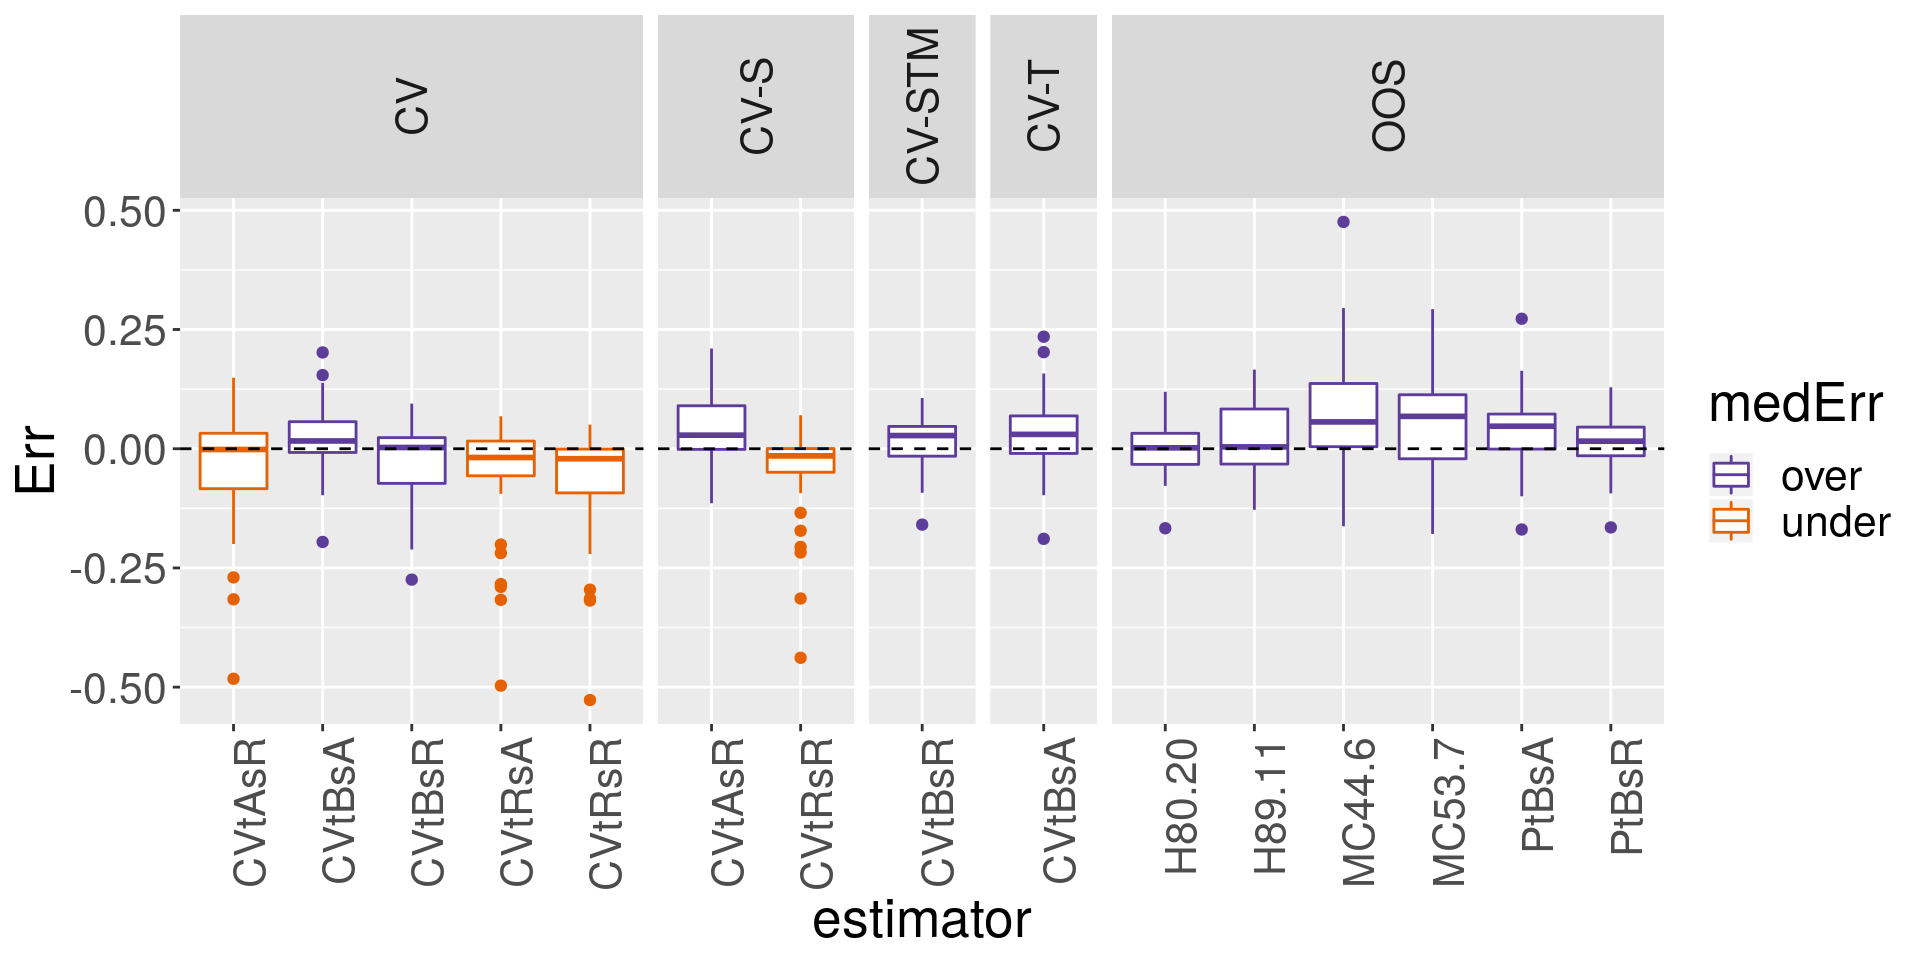 CV
CV-S
CV-STM
CV-T
OOS
Err
0.50
0.25
0.00
-0.25
-0.50
CVtAsR
CVtBsA
CVtBsR
CVtRsA
CVtRsR
CVtAsR
CVtRsR
CVtBsR
CVtBsA
H80.20
H89.11
MC44.6
MC53.7
PtBsA
PtBsR
estimator
medErr
over
under